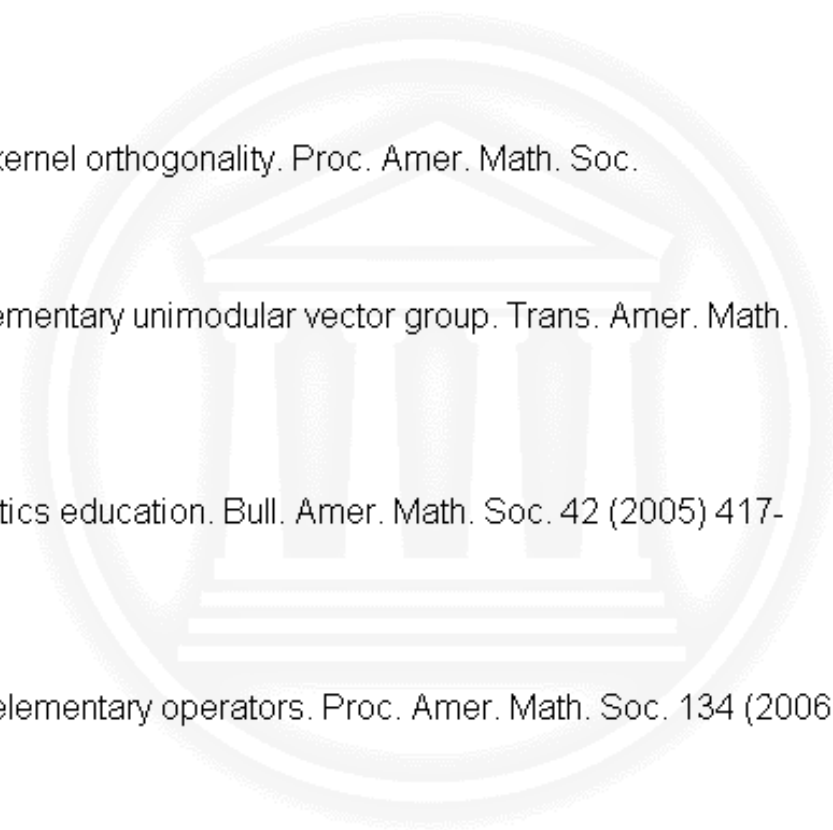 kernel orthogonality. Proc. Amer. Math. Soc.
ementary unimodular vector group. Trans. Amer. Math.
tics education. Bull. Amer. Math. Soc. 42 (2005) 417-
elementary operators. Proc. Amer. Math. Soc. 134 (2006